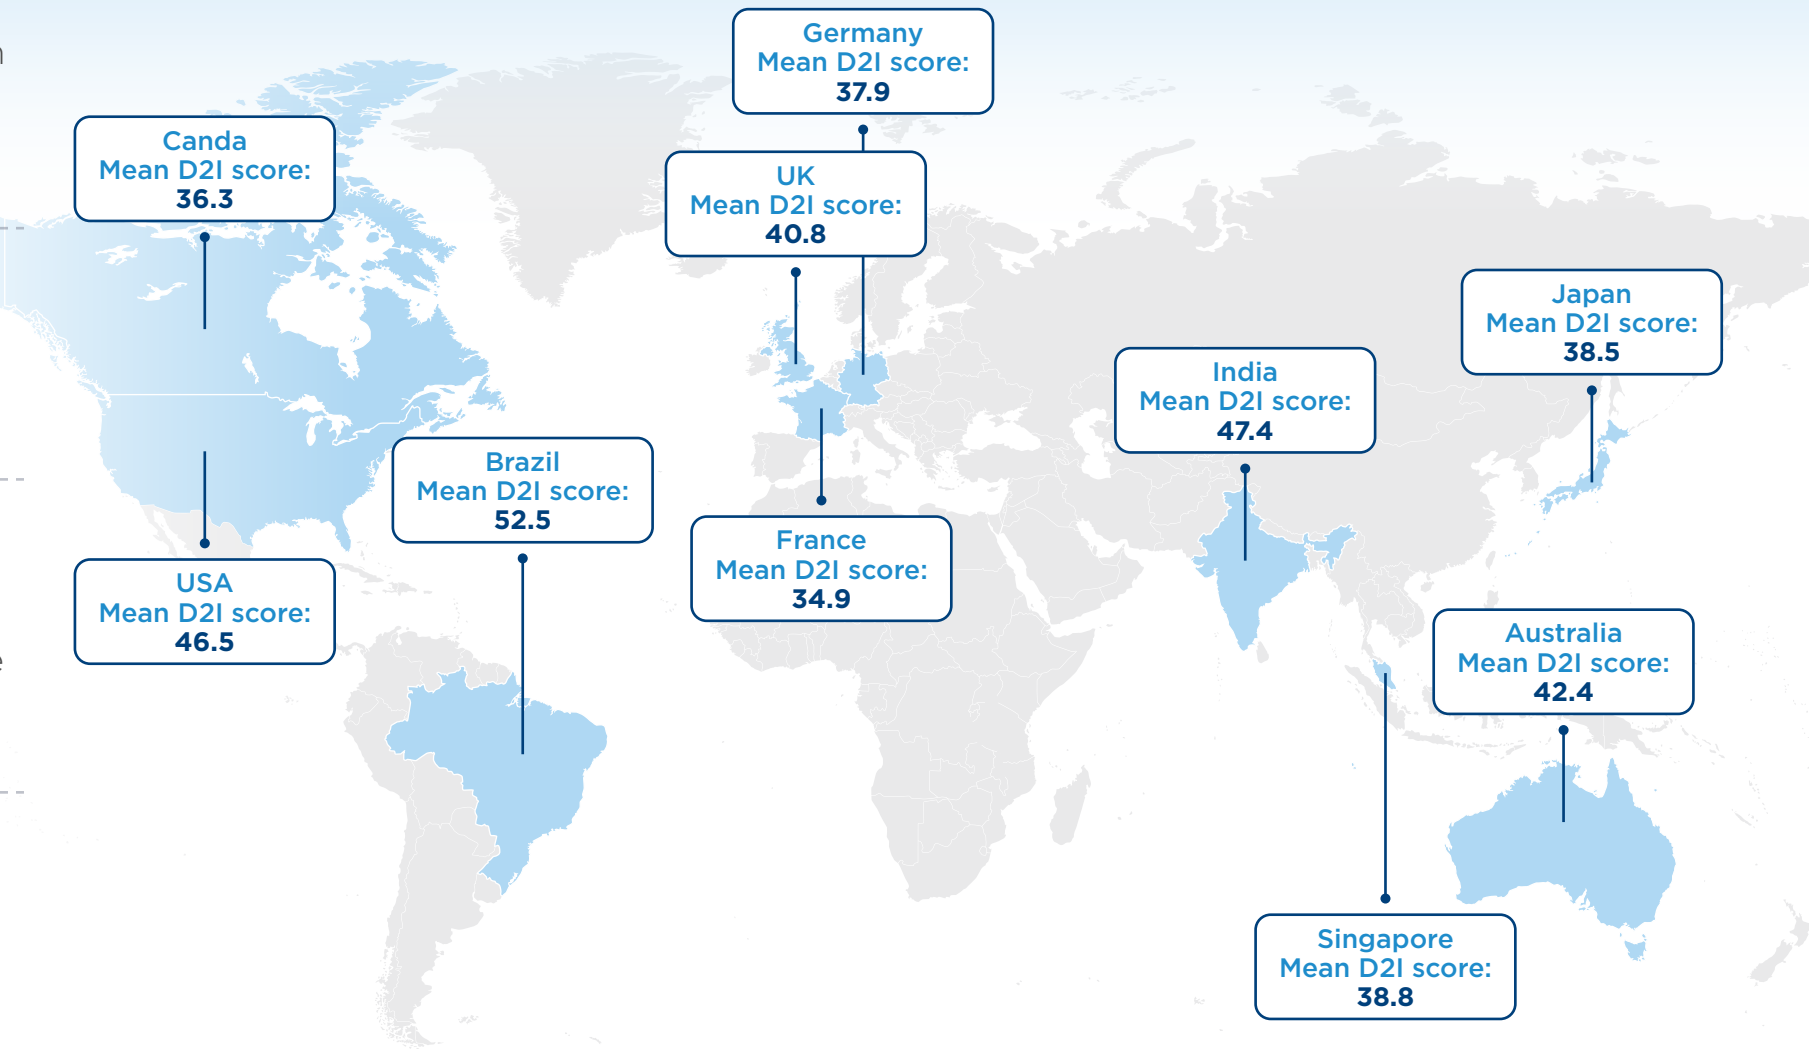 Germany
Mean D2I score:
37.9
Canda
Mean D2I score:
36.3
UK
Mean D2I score:
40.8
Japan
Mean D2I score:
38.5
India
Mean D2I score:
47.4
Brazil
Mean D2I score:
52.5
France
Mean D2I score:
34.9
USA
Mean D2I score:
46.5
Australia
Mean D2I score:
42.4
Singapore
Mean D2I score:
38.8